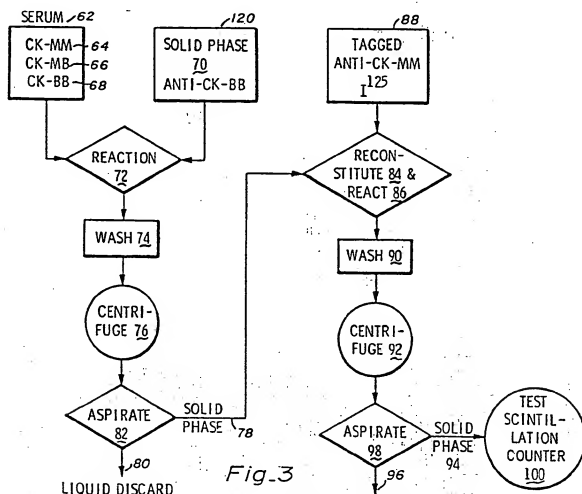 SERUM 62
CK-MM 64
CK-MB 66
CK-BB 68
120
SOLID PHASE
70
ANTI-CK-BB
88
TAGGED
ANTI-CK-MM
I125
REACTION
72
RECON-
STITUTE 84 &
REACT 86
WASH 74
WASH 90
CENTRI-
FUGE 76
CENTRI-
FUGE 92
ASPIRATE
82
SOLID
PHASE
78
ASPIRATE
98
SOLID
PHASE
94
TEST
SCINTIL-
LATION
COUNTER
100
80
LIQUID DISCARD
Fig_3
96